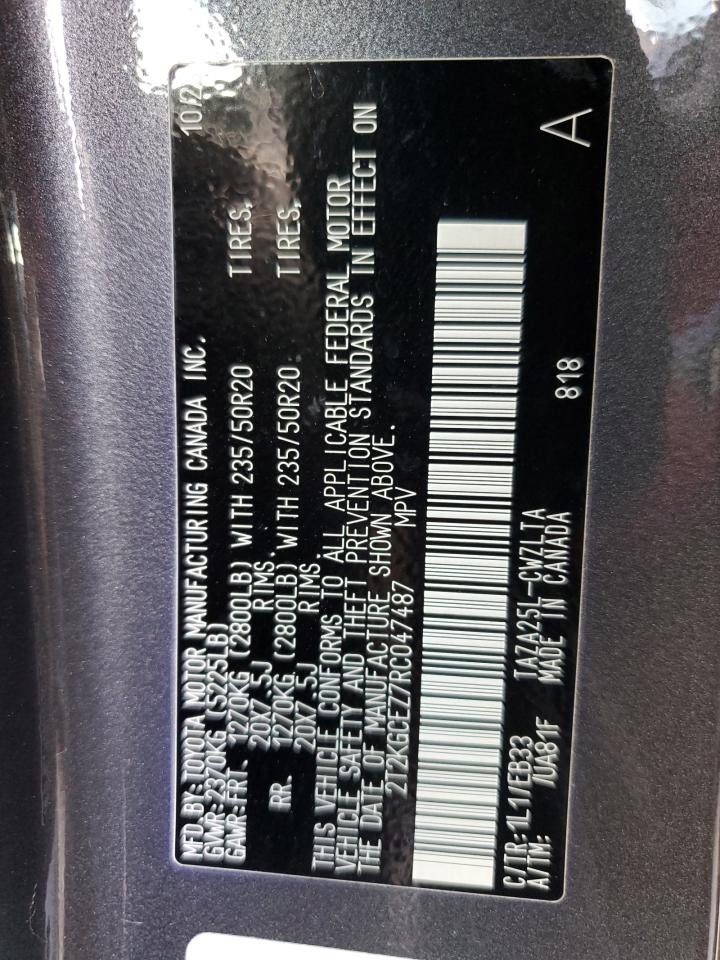 MFD.BY:TOYOTA MOTOR MANUFACTURING CANADA INC. 10/2
GVWR:2370KG (5225LB)
GAWR:FRT. 1270KG (2800LB) WITH 235/50R20 TIRES,
20X7.5J RIMS.
RR. 1270KG (2800LB) WITH 235/50R20 TIRES,
20X7.5J RIMS.
THIS VEHICLE CONFORMS TO ALL APPLICABLE FEDERAL MOTOR
VEHICLE SAFETY AND THEFT PREVENTION STANDARDS IN EFFECT ON
THE DATE OF MANUFACTURE SHOWN ABOVE.
2T2KGCEZ7RC047487 MPV
C/TR:1L1/EB33 TAZA25L-CWZLTA 818 A
A/TM: /UA81F MADE IN CANADA